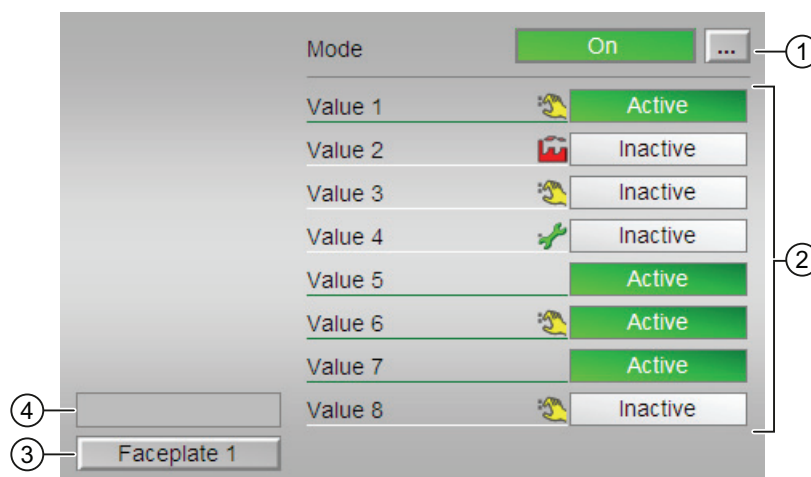 Mode On ... 1
Value 1 Active
Value 2 Inactive
Value 3 Inactive
Value 4 Inactive
2
Value 5 Active
Value 6 Active
Value 7 Active
4 Value 8 Inactive
3 Faceplate 1